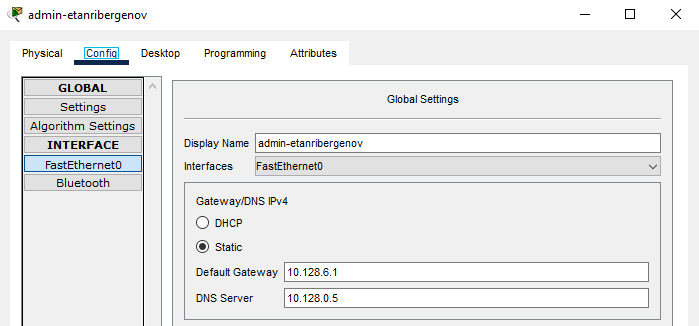 admin-etanribergenov
Physical Config Desktop Programming Attributes
GLOBAL
Settings
Algorithm Settings
INTERFACE
FastEthernet0
Bluetooth
Global Settings
Display Name admin-etanribergenov
Interfaces FastEthernet0
Gateway/DNS IPv4
DHCP
Static
Default Gateway 10.128.6.1
DNS Server 10.128.0.5